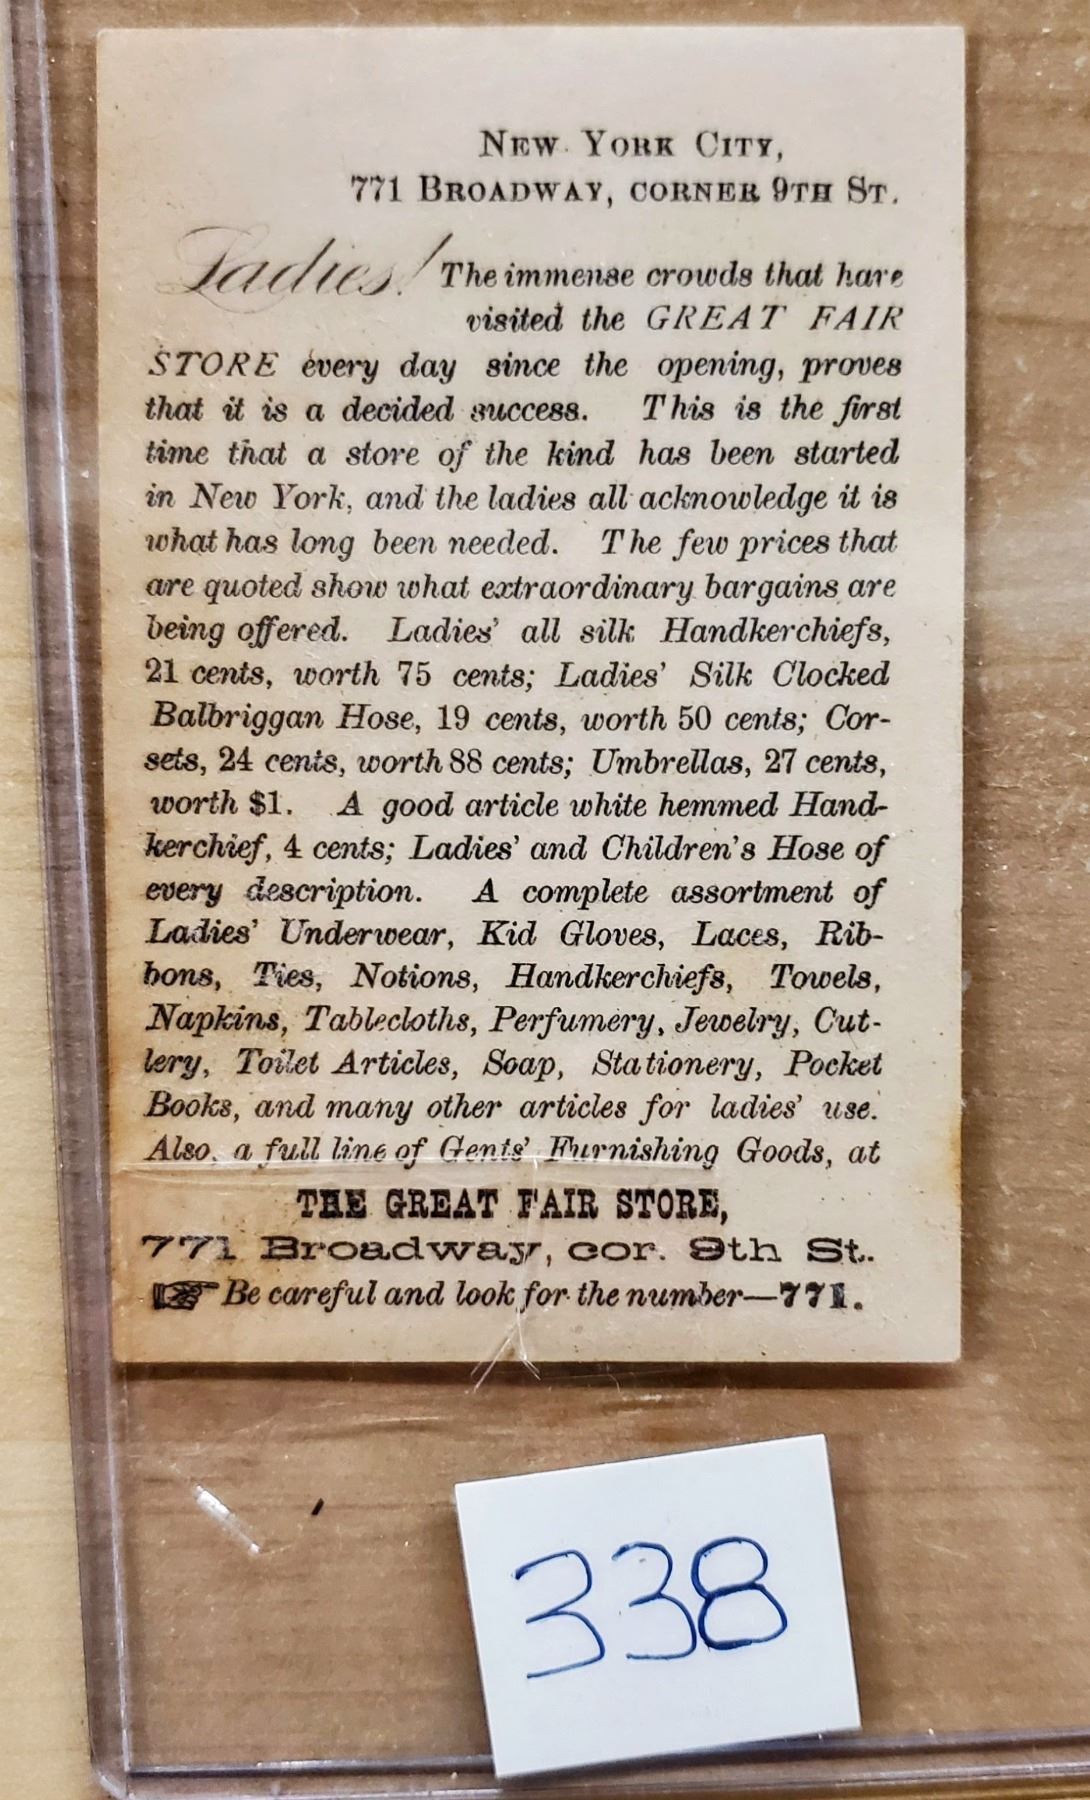 NEW YORK CITY,
771 BROADWAY, CORNER 9TH ST.
Ladies! The immense crowds that have
visited the GREAT FAIR
STORE every day since the opening, proves
that it is a decided success. This is the first
time that a store of the kind has been started
in New York, and the ladies all acknowledge it is
what has long been needed. The few prices that
are quoted show what extraordinary bargains are
being offered. Ladies' all silk Handkerchiefs,
21 cents, worth 75 cents; Ladies' Silk Clocked
Balbriggan Hose, 19 cents, worth 50 cents; Cor-
sets, 24 cents, worth 88 cents; Umbrellas, 27 cents,
worth $1. A good article white hemmed Hand-
kerchief, 4 cents; Ladies' and Children's Hose of
every description. A complete assortment of
Ladies' Underwear, Kid Gloves, Laces, Rib-
bons, Ties, Notions, Handkerchiefs, Towels,
Napkins, Tablecloths, Perfumery, Jewelry, Cut-
lery, Toilet Articles, Soap, Stationery, Pocket
Books, and many other articles for ladies' use.
Also, a full line of Gents' Furnishing Goods, at
THE GREAT FAIR STORE,
771 Broadway, cor. 9th St.
☞ Be careful and look for the number—771.
338